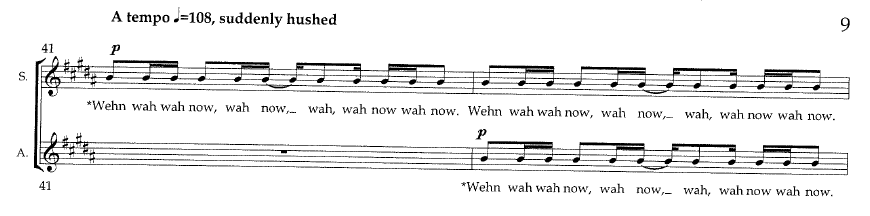 A tempo ♩=108, suddenly hushed
9
41
p
S.
*Wehn wah wah now, wah now,_ wah, wah now wah now. Wehn wah wah now, wah now,_ wah, wah now wah now.
p
A.
41
*Wehn wah wah now, wah now,_ wah, wah now wah now.